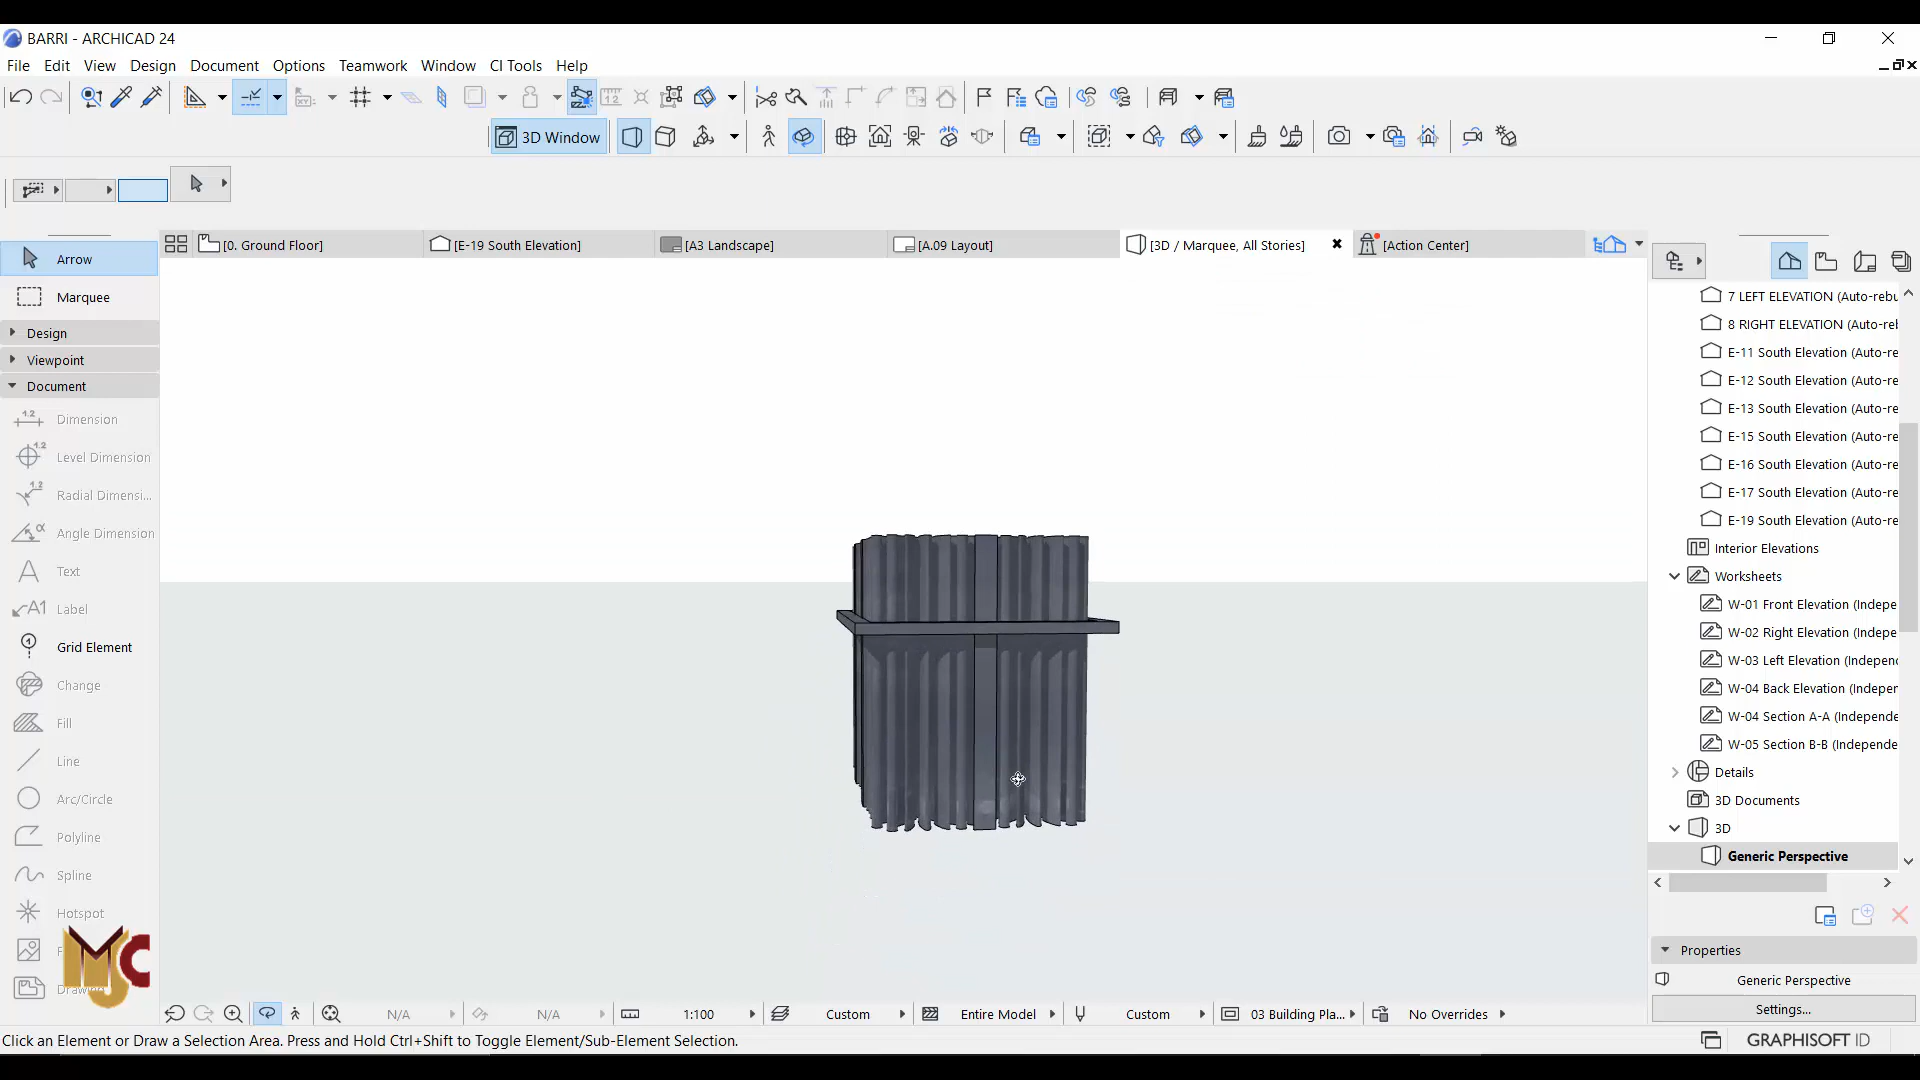 BARRI - ARCHICAD 24
File Edit View Design Document Options Teamwork Window CI Tools Help
3D Window
[0. Ground Floor] [E-19 South Elevation] [A3 Landscape] [A.09 Layout] [3D / Marquee, All Stories] [Action Center]
Arrow
Marquee
Design
Viewpoint
Document
Dimension
Level Dimension
Radial Dimensi...
Angle Dimension
Text
Label
Grid Element
Change
Fill
Line
Arc/Circle
Polyline
Spline
Hotspot
MC
7 LEFT ELEVATION (Auto-rebu
8 RIGHT ELEVATION (Auto-rel
E-11 South Elevation (Auto-re
E-12 South Elevation (Auto-re
E-13 South Elevation (Auto-re
E-15 South Elevation (Auto-re
E-16 South Elevation (Auto-re
E-17 South Elevation (Auto-re
E-19 South Elevation (Auto-re
Interior Elevations
Worksheets
W-01 Front Elevation (Indepe
W-02 Right Elevation (Indepe
W-03 Left Elevation (Indepen
W-04 Back Elevation (Indeper
W-04 Section A-A (Independe
W-05 Section B-B (Independe
Details
3D Documents
3D
Generic Perspective
Properties
Generic Perspective
Settings...
N/A N/A 1:100 Custom Entire Model Custom 03 Building Pla... No Overrides
Click an Element or Draw a Selection Area. Press and Hold Ctrl+Shift to Toggle Element/Sub-Element Selection.
GRAPHISOFT ID